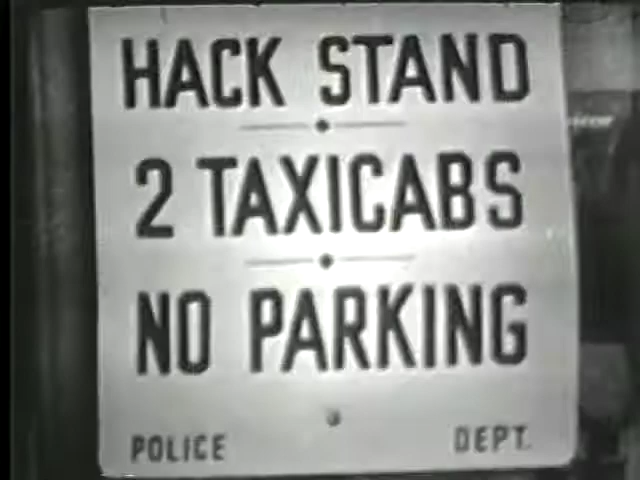 HACK STAND
2 TAXICABS
NO PARKING
POLICE DEPT.